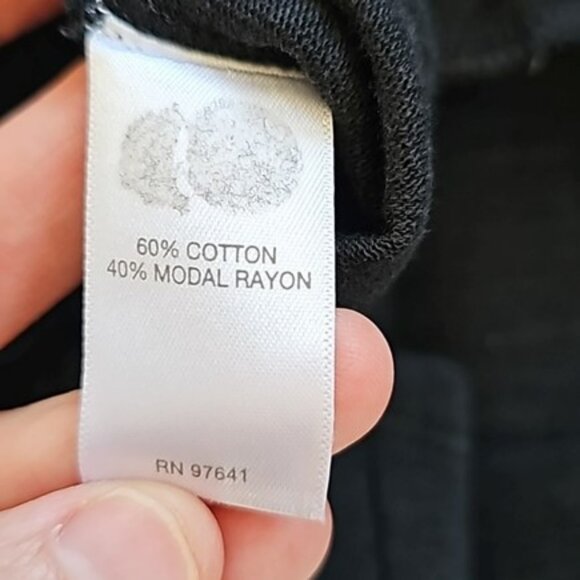 60% COTTON
40% MODAL RAYON
RN 97641